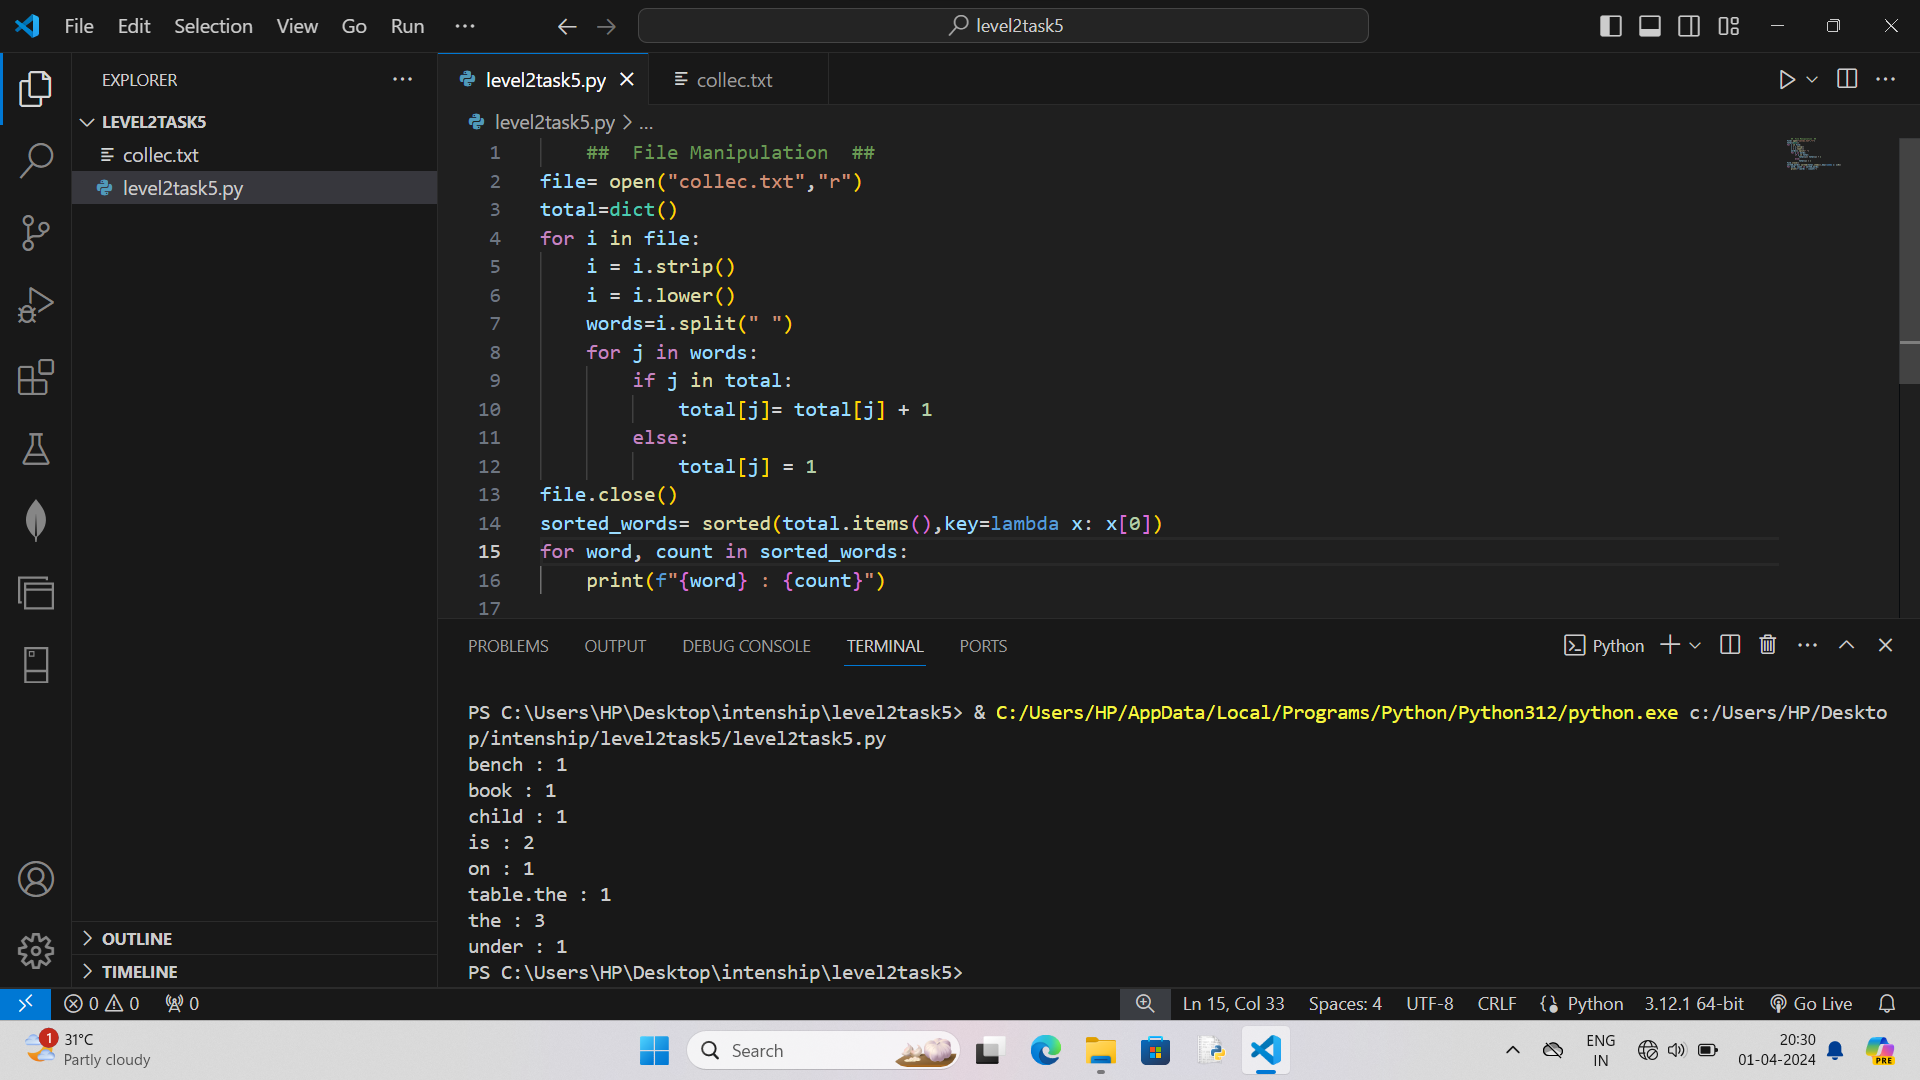 File Edit Selection View Go Run ...
level2task5
EXPLORER ...
LEVEL2TASK5
collec.txt
level2task5.py
OUTLINE
TIMELINE
level2task5.py
collec.txt
level2task5.py > ...
1 ##  File Manipulation  ##
2 file= open("collec.txt","r")
3 total=dict()
4 for i in file:
5     i = i.strip()
6     i = i.lower()
7     words=i.split(" ")
8     for j in words:
9         if j in total:
10             total[j]= total[j] + 1
11         else:
12             total[j] = 1
13 file.close()
14 sorted_words= sorted(total.items(),key=lambda x: x[0])
15 for word, count in sorted_words:
16     print(f"{word} : {count}")
17
PROBLEMS OUTPUT DEBUG CONSOLE TERMINAL PORTS
Python
PS C:\Users\HP\Desktop\intenship\level2task5> & C:/Users/HP/AppData/Local/Programs/Python/Python312/python.exe c:/Users/HP/Deskto
p/intenship/level2task5/level2task5.py
bench : 1
book : 1
child : 1
is : 2
on : 1
table.the : 1
the : 3
under : 1
PS C:\Users\HP\Desktop\intenship\level2task5>
0 0 0 Ln 15, Col 33 Spaces: 4 UTF-8 CRLF {} Python 3.12.1 64-bit Go Live
1
31°C
Partly cloudy
Search
PRE
ENG
IN
20:30
01-04-2024